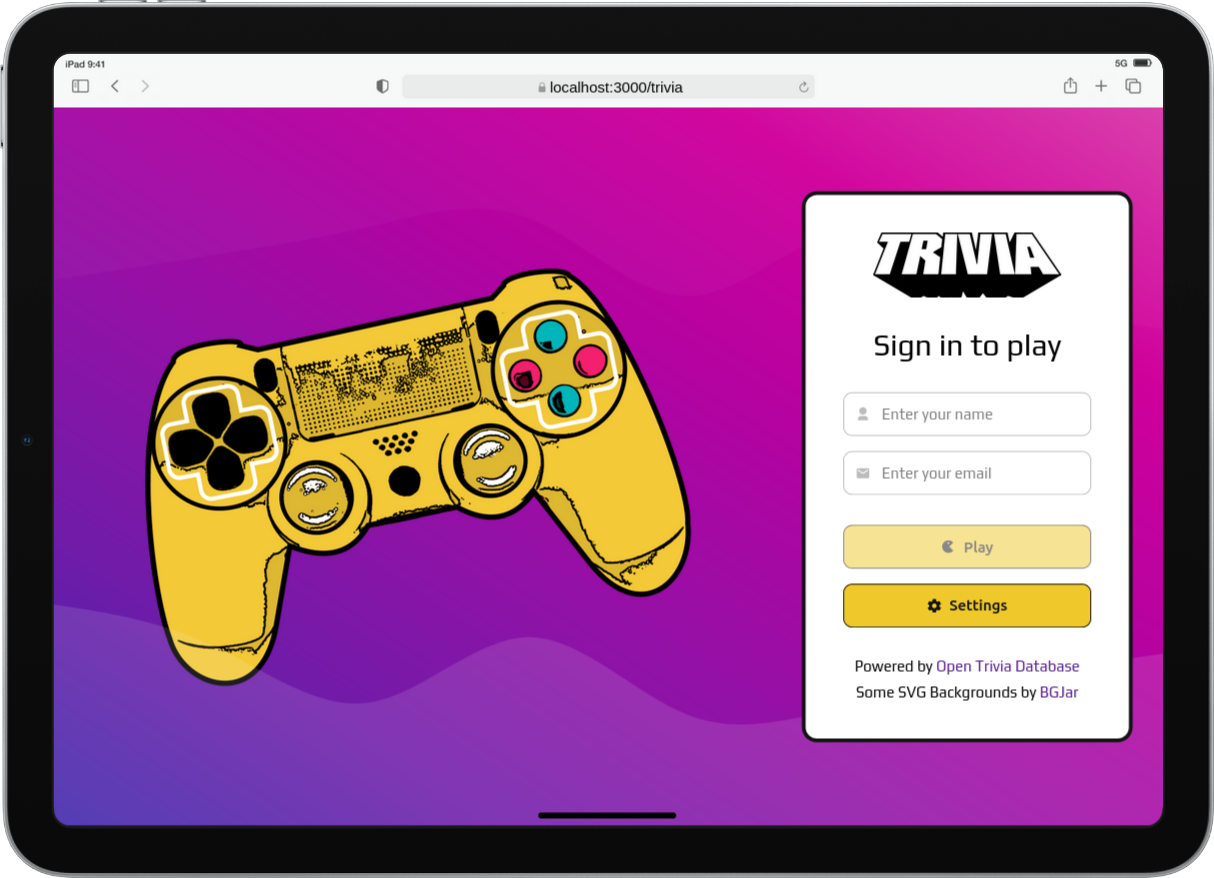 iPad 9:41
5G
localhost:3000/trivia
TRIVIA
Sign in to play
Enter your name
Enter your email
Play
Settings
Powered by Open Trivia Database
Some SVG Backgrounds by BGJar